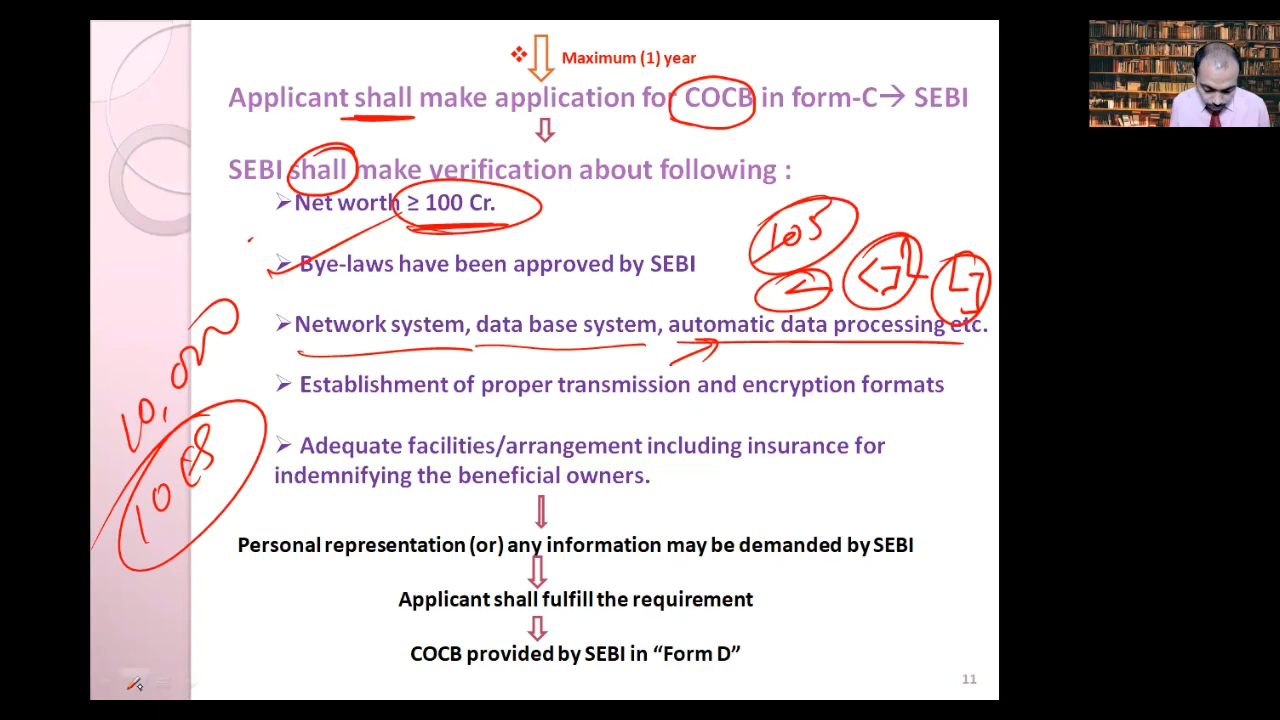 ❖ Maximum (1) year
Applicant shall make application for COCB in form-C→ SEBI
SEBI shall make verification about following :
➢Net worth ≥ 100 Cr.
➢ Bye-laws have been approved by SEBI
105
➢Network system, data base system, automatic data processing etc.
➢ Establishment of proper transmission and encryption formats
➢ Adequate facilities/arrangement including insurance for
indemnifying the beneficial owners.
Personal representation (or) any information may be demanded by SEBI
Applicant shall fulfill the requirement
COCB provided by SEBI in “Form D”
11